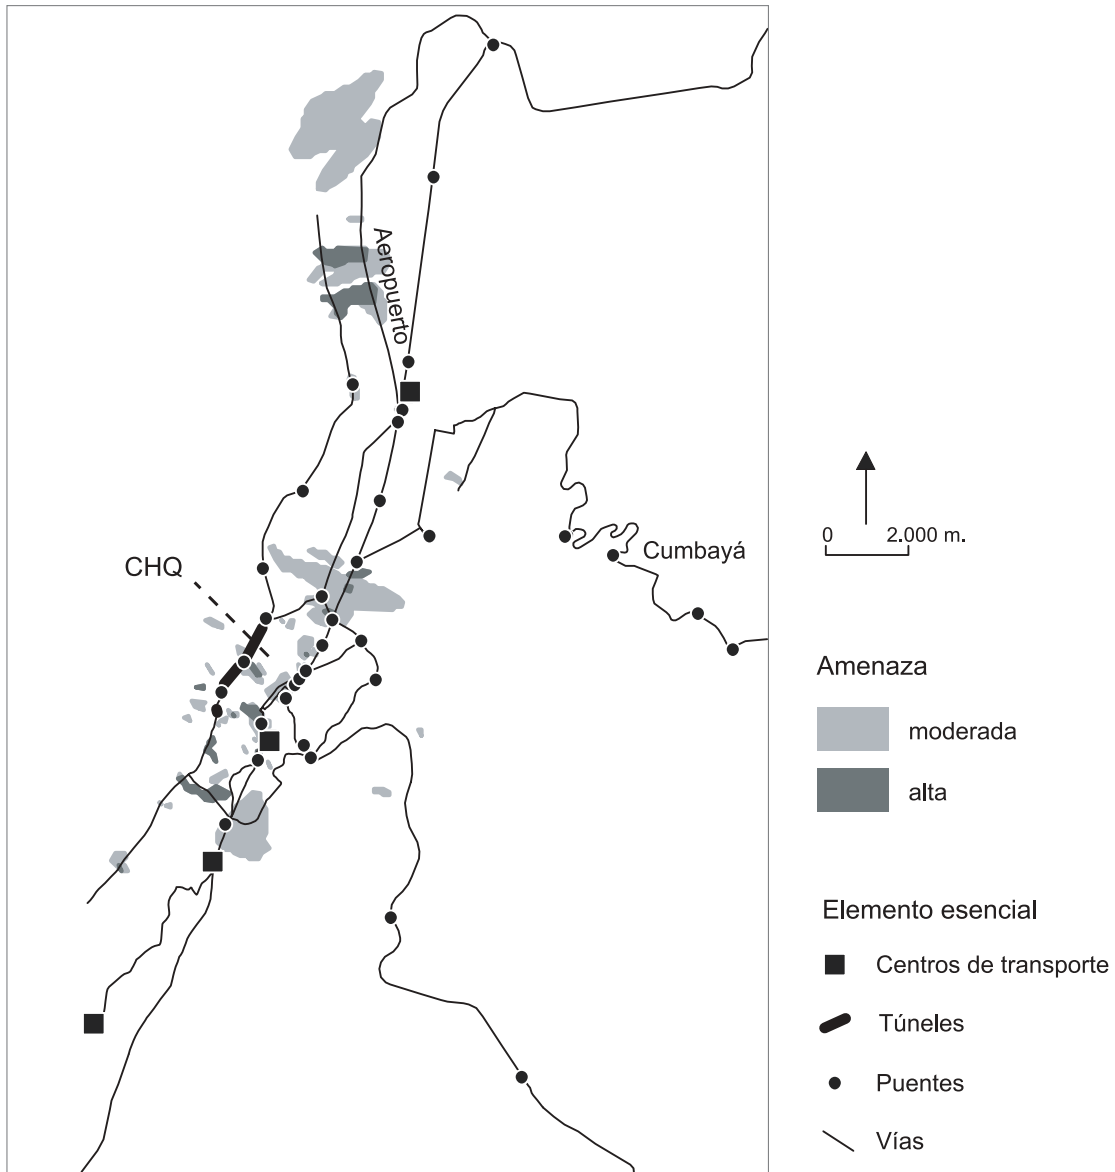 Aeropuerto
CHQ
Cumbayá
0 2.000 m.
Amenaza
moderada
alta
Elemento esencial
Centros de transporte
Túneles
Puentes
Vías